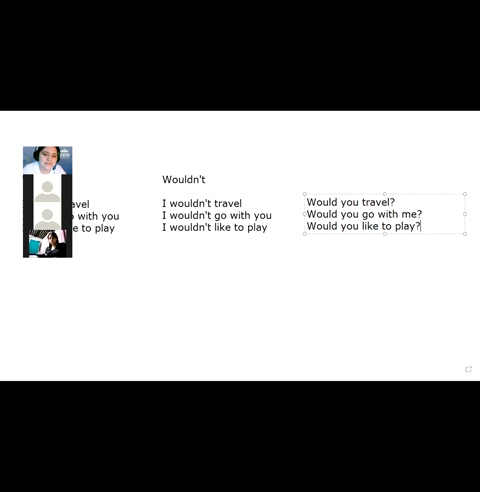 Wouldn't
avel
with you
e to play
I wouldn't travel
I wouldn't go with you
I wouldn't like to play
Would you travel?
Would you go with me?
Would you like to play?